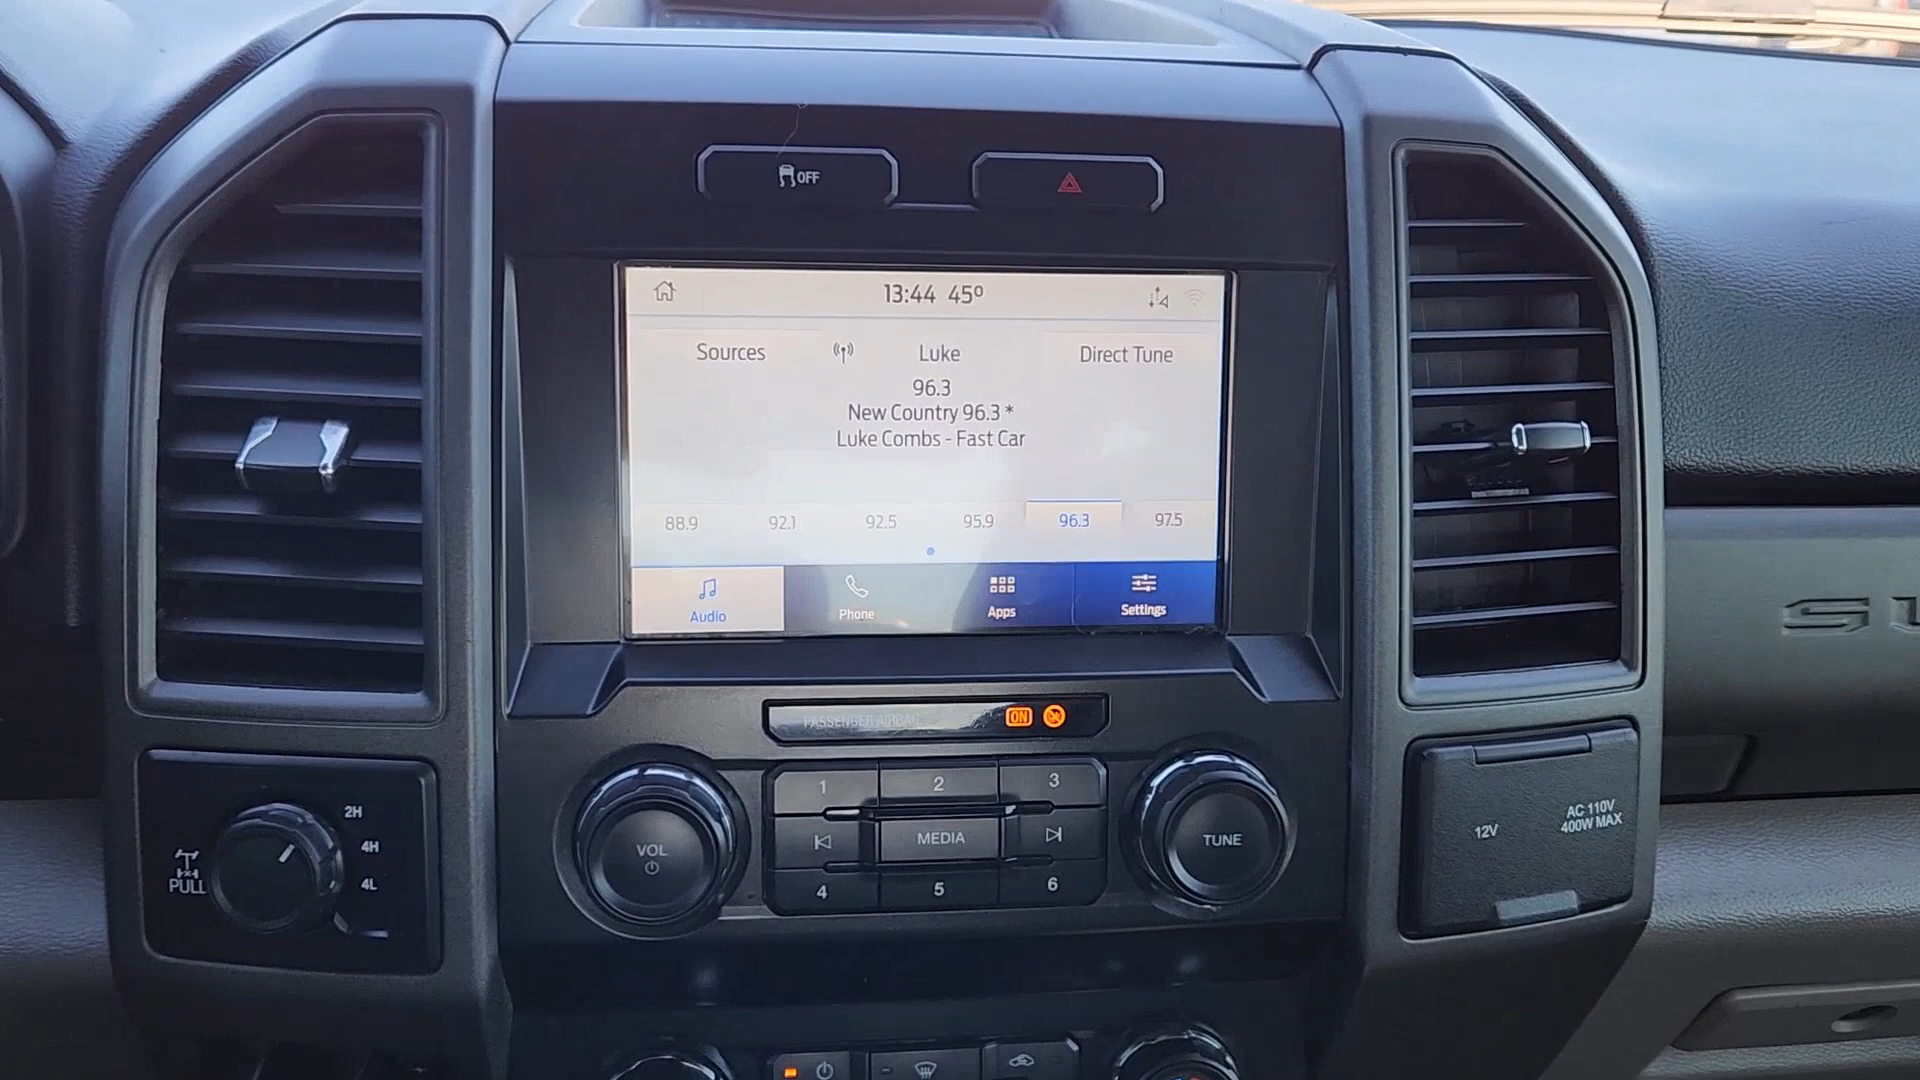 OFF
13:44 45º
Sources
Luke
Direct Tune
96.3
New Country 96.3 *
Luke Combs - Fast Car
88.9 92.1 92.5 95.9 96.3 97.5
Audio Phone Apps Settings
PASSENGER AIRBAG ON
1 2 3
VOL
MEDIA
TUNE
4 5 6
2H
4H
4L
PULL
12V
AC 110V
400W MAX